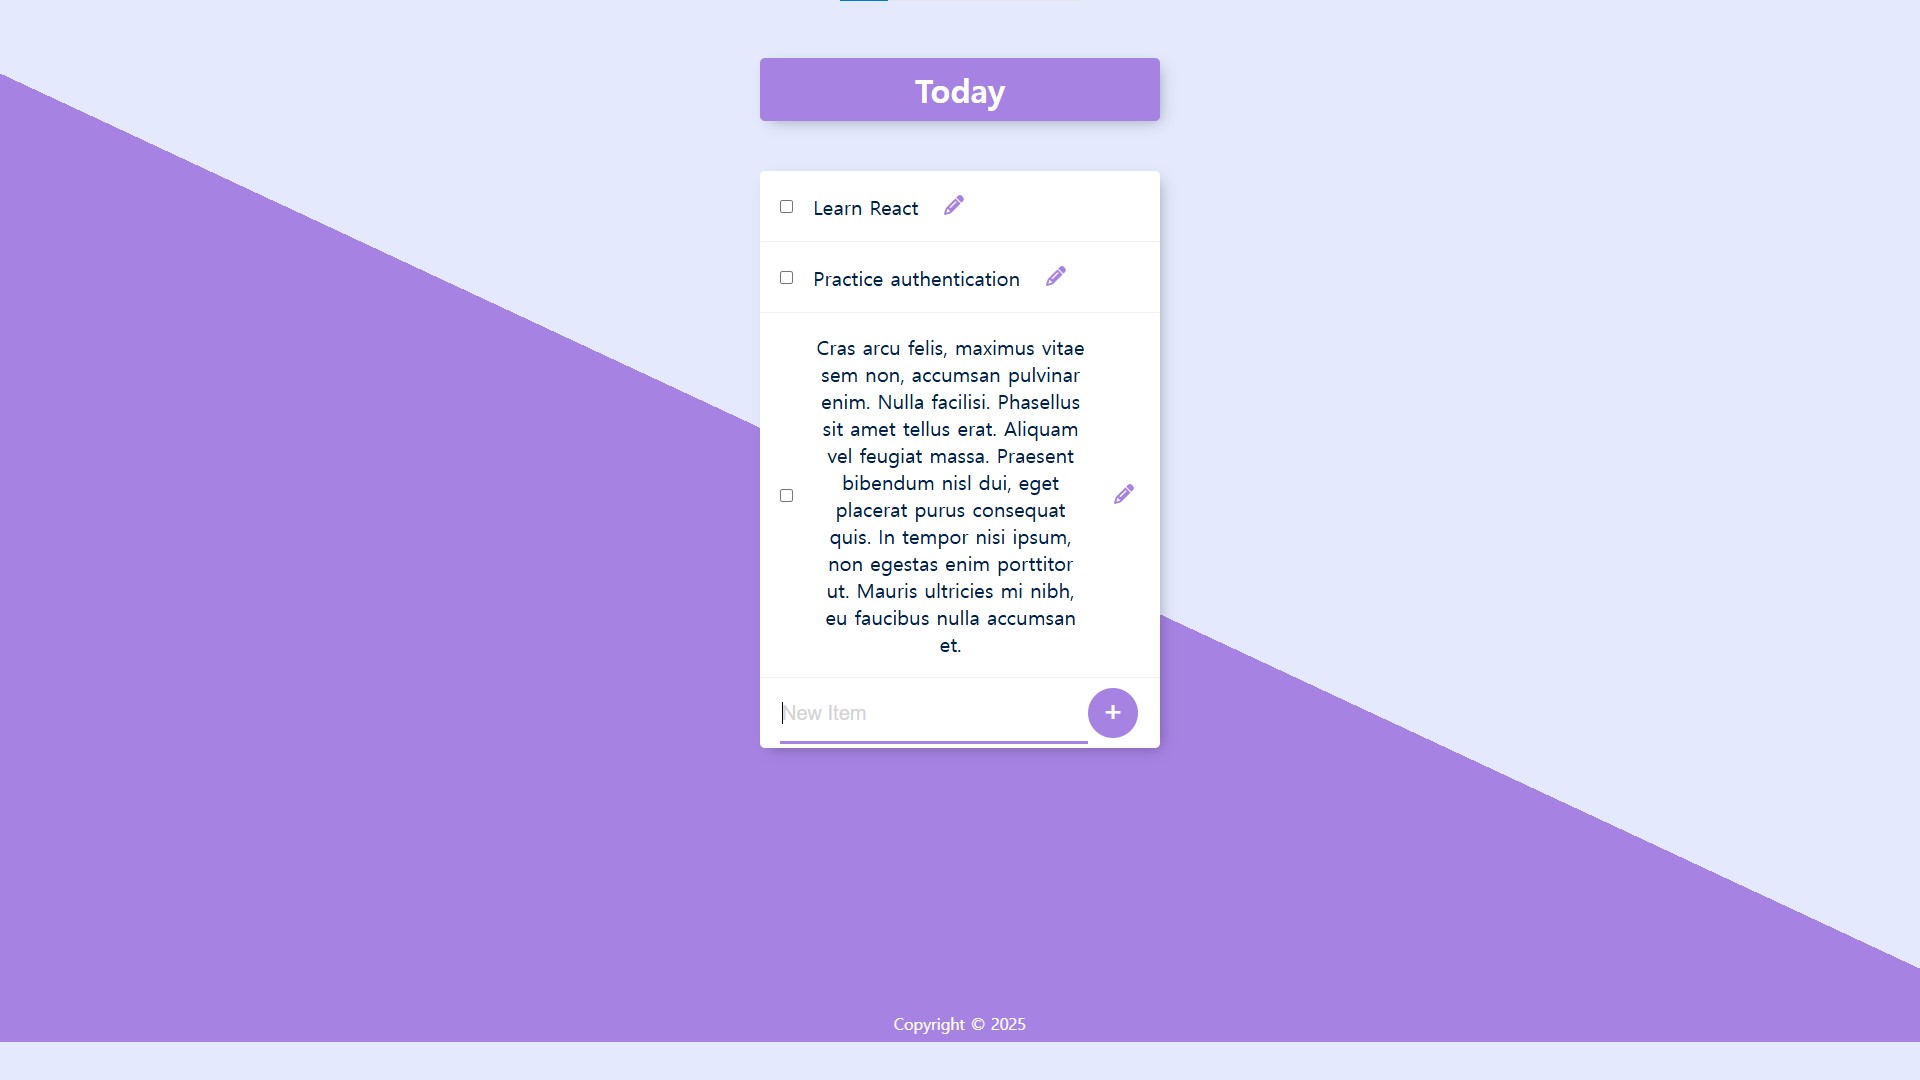 Today
Learn React
Practice authentication
Cras arcu felis, maximus vitae
sem non, accumsan pulvinar
enim. Nulla facilisi. Phasellus
sit amet tellus erat. Aliquam
vel feugiat massa. Praesent
bibendum nisl dui, eget
placerat purus consequat
quis. In tempor nisi ipsum,
non egestas enim porttitor
ut. Mauris ultricies mi nibh,
eu faucibus nulla accumsan
et.
New Item
+
Copyright © 2025